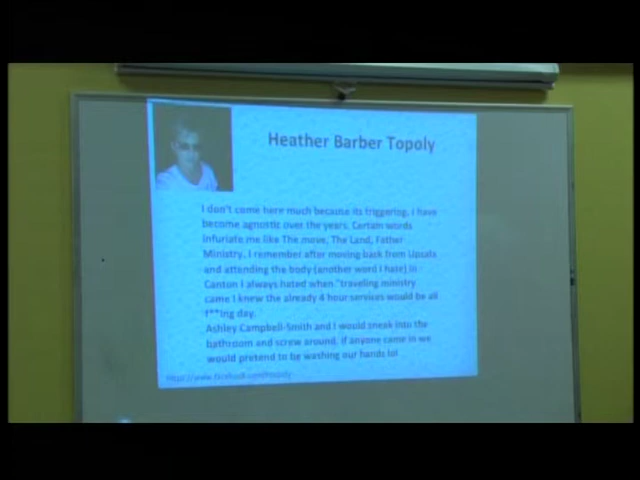 Heather Barber Topoly
I don't come here much because its triggering, I have
become agnostic over the years. Certain words
infuriate me like The move, The Land, Father
Ministry. I remember after moving back from Upsala
and attending the body (another word I hate) in
Canton I always hated when "traveling ministry
came I knew the already 4 hour services would be all
f**ing day.
Ashley Campbell-Smith and I would sneak into the
bathroom and screw around, if anyone came in we
would pretend to be washing our hands lol